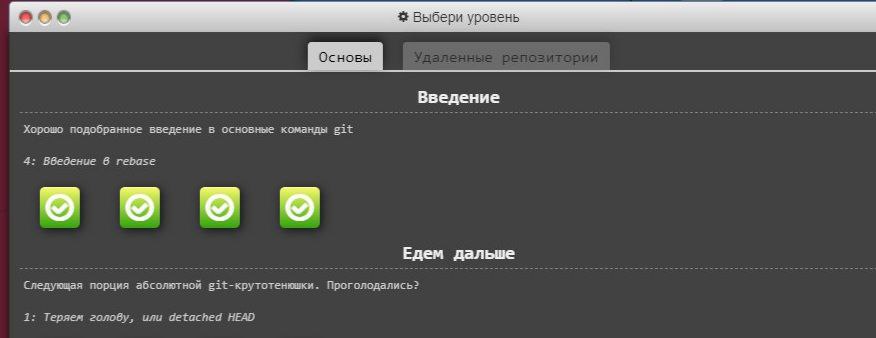 Выбери уровень
Основы
Удаленные репозитории
Введение
Хорошо подобранное введение в основные команды git
4: Введение в rebase
Едем дальше
Следующая порция абсолютной git-крутотенюшки. Проголодались?
1: Теряем голову, или detached HEAD